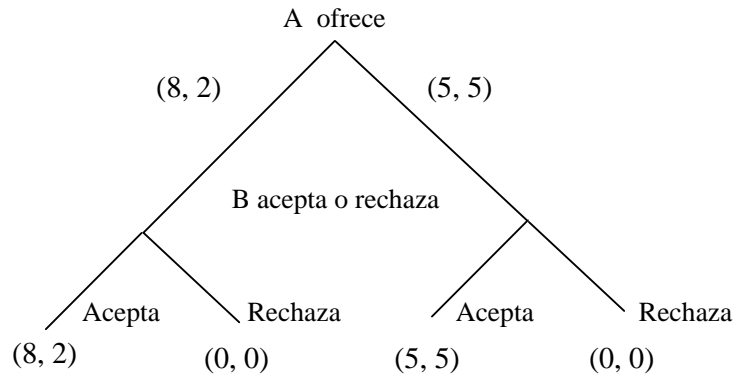 A ofrece
(8, 2) (5, 5)
B acepta o rechaza
Acepta Rechaza Acepta Rechaza
(8, 2) (0, 0) (5, 5) (0, 0)